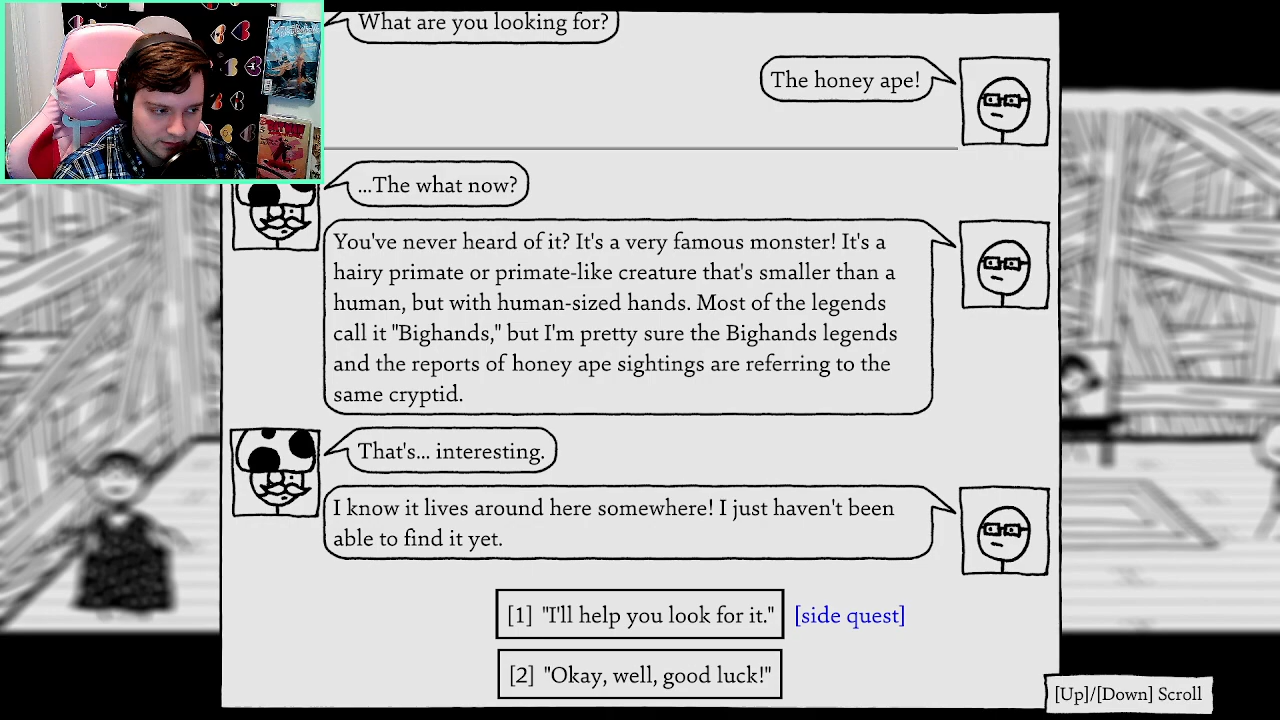 What are you looking for?
The honey ape!
...The what now?
You've never heard of it? It's a very famous monster! It's a
hairy primate or primate-like creature that's smaller than a
human, but with human-sized hands. Most of the legends
call it "Bighands," but I'm pretty sure the Bighands legends
and the reports of honey ape sightings are referring to the
same cryptid.
That's... interesting.
I know it lives around here somewhere! I just haven't been
able to find it yet.
[1] "I'll help you look for it." [side quest]
[2] "Okay, well, good luck!"
[Up]/[Down] Scroll